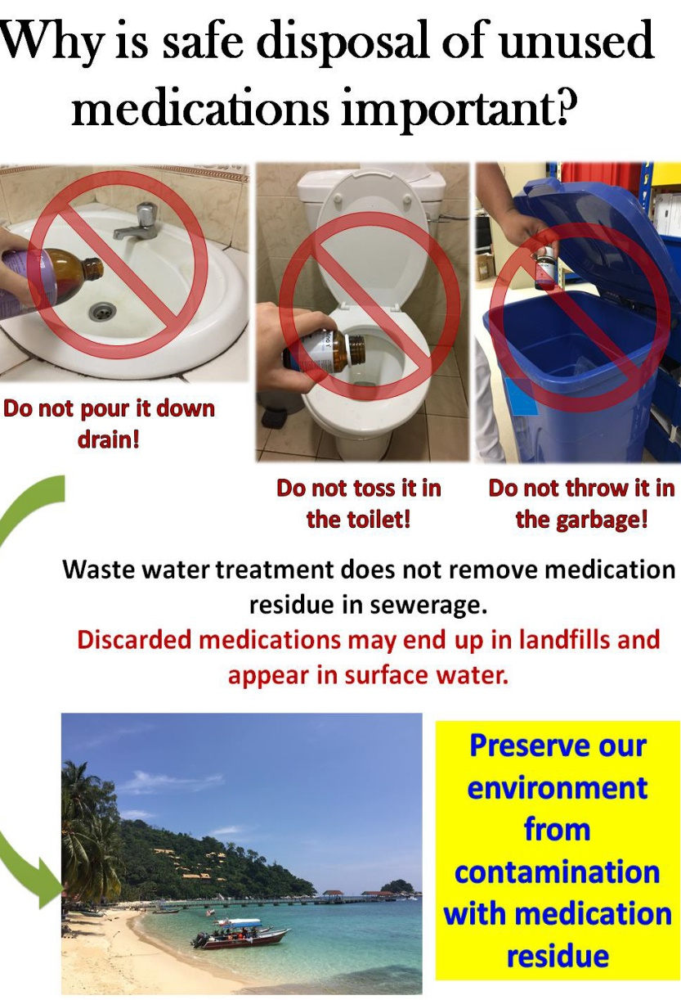 Why is safe disposal of unused
medications important?
Do not pour it down
drain!
Do not toss it in
the toilet!
Do not throw it in
the garbage!
Waste water treatment does not remove medication
residue in sewerage.
Discarded medications may end up in landfills and
appear in surface water.
Preserve our
environment
from
contamination
with medication
residue